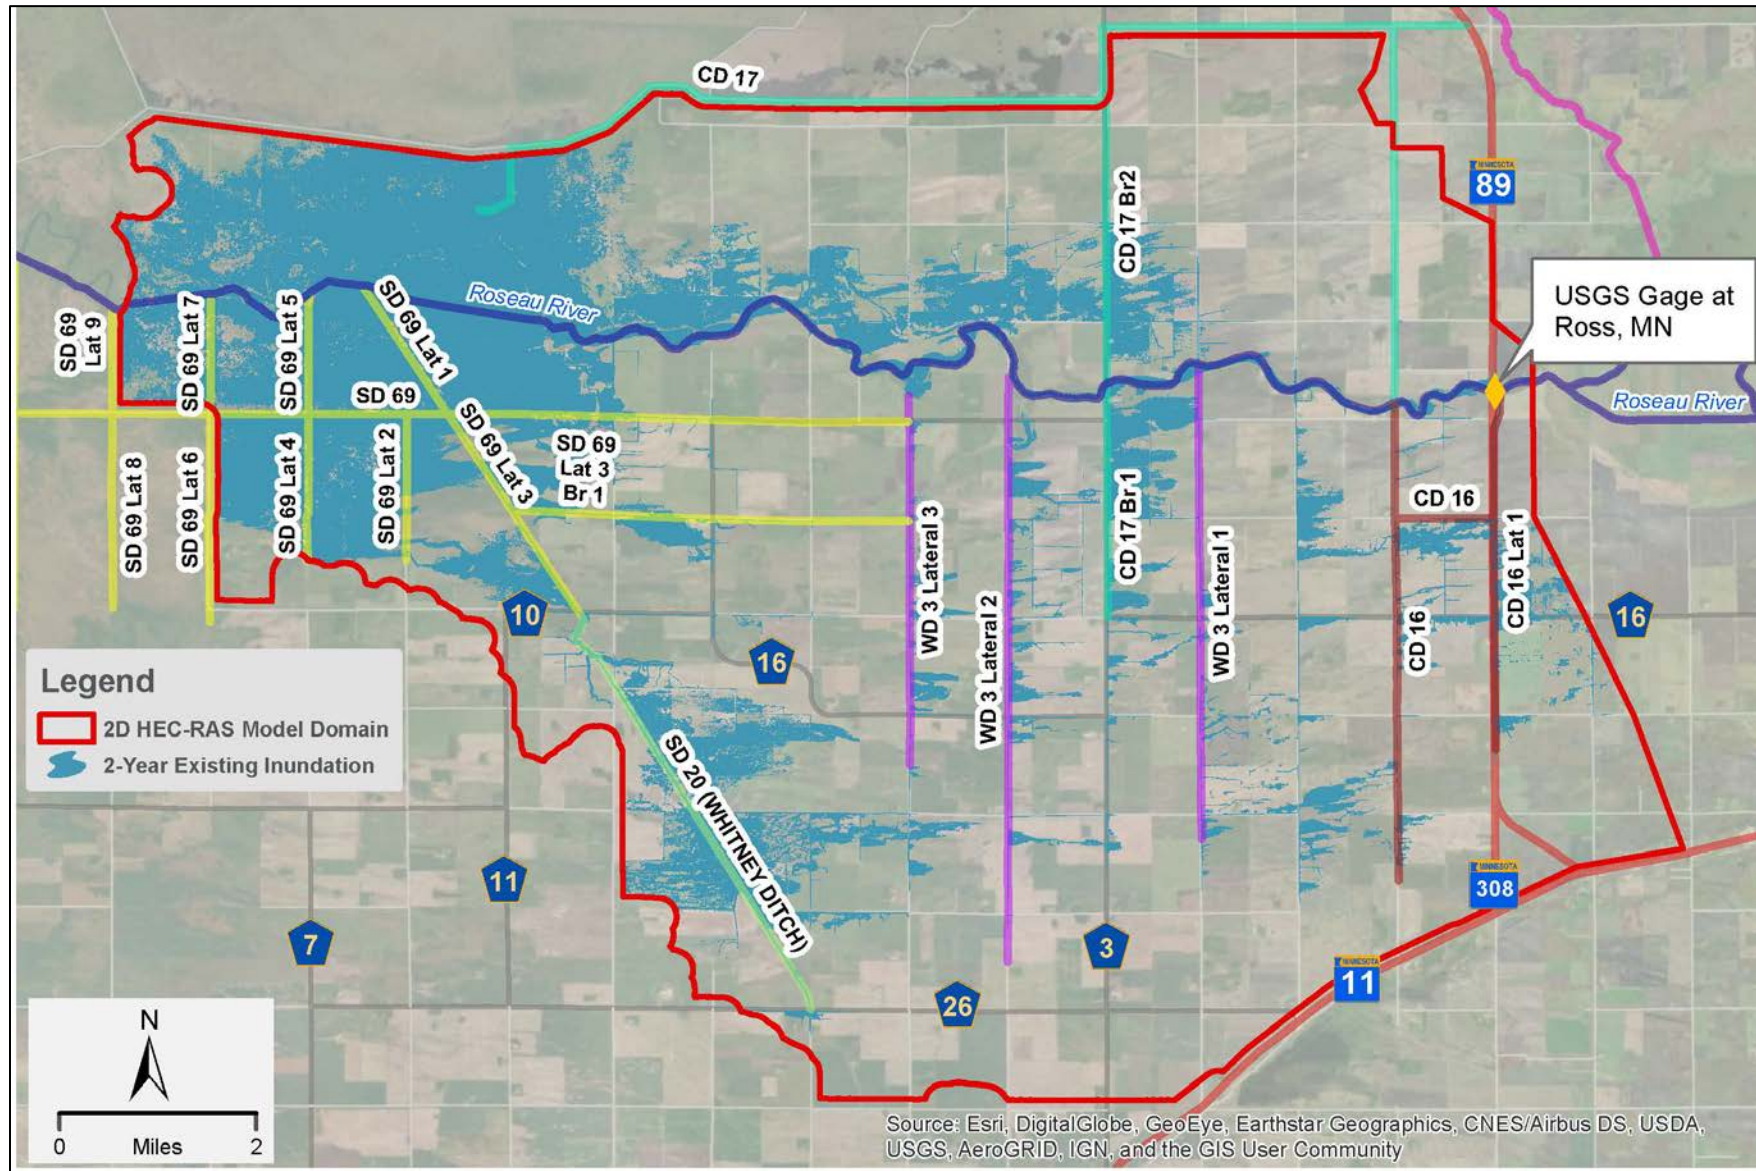 CD 17
MINNESOTA
89
CD 17 Br2
USGS Gage at
Ross, MN
Roseau River
Roseau River
SD 69
Lat 9
SD 69 Lat 7
SD 69 Lat 5
SD 69 Lat 1
SD 69
SD 69 Lat 3
SD 69
Lat 3
Br 1
SD 69 Lat 8
SD 69 Lat 6
SD 69 Lat 4
SD 69 Lat 2
CD 16
CD 17 Br 1
WD 3 Lateral 3
WD 3 Lateral 2
WD 3 Lateral 1
CD 16
CD 16 Lat 1
10
16
16
Legend
2D HEC-RAS Model Domain
2-Year Existing Inundation
SD 20 (WHITNEY DITCH)
11
7
3
26
MINNESOTA
308
MINNESOTA
11
N
0
Miles
2
Source: Esri, DigitalGlobe, GeoEye, Earthstar Geographics, CNES/Airbus DS, USDA,
USGS, AeroGRID, IGN, and the GIS User Community